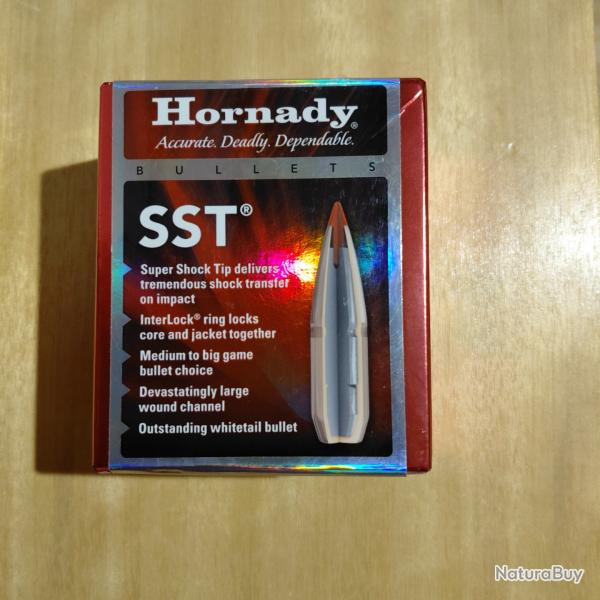 Hornady®
Accurate. Deadly. Dependable.
BULLETS
SST®
Super Shock Tip delivers
tremendous shock transfer
on impact
InterLock® ring locks
core and jacket together
Medium to big game
bullet choice
Devastatingly large
wound channel
Outstanding whitetail bullet
NaturaBuy